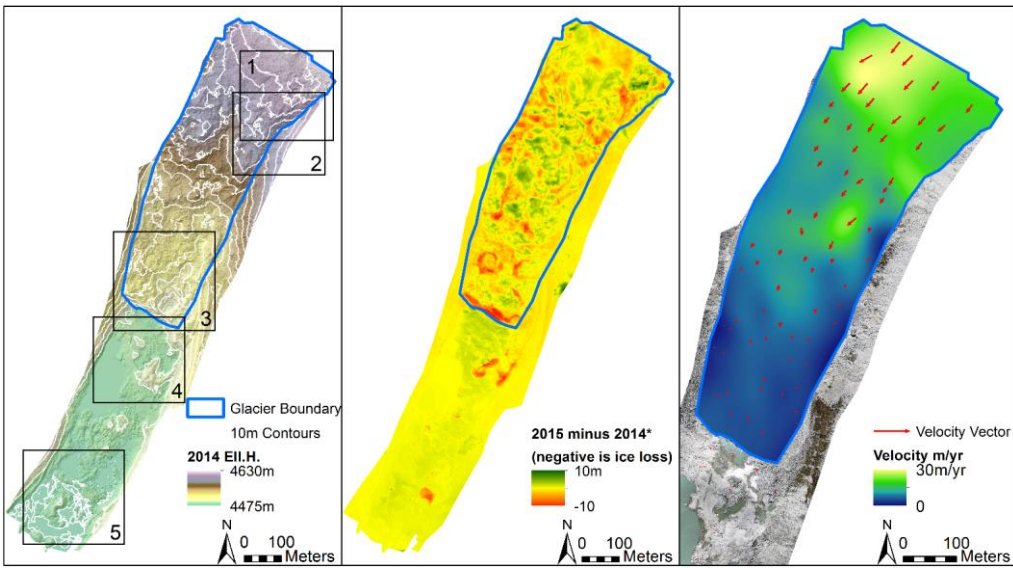 1
2
3
4
5
Glacier Boundary
10m Contours
2014 Ell.H.
4630m
4475m
N
0 100
Meters
2015 minus 2014*
(negative is ice loss)
10m
-10
N
0 100
Meters
Velocity Vector
Velocity m/yr
30m/yr
0
N
0 100
Meters